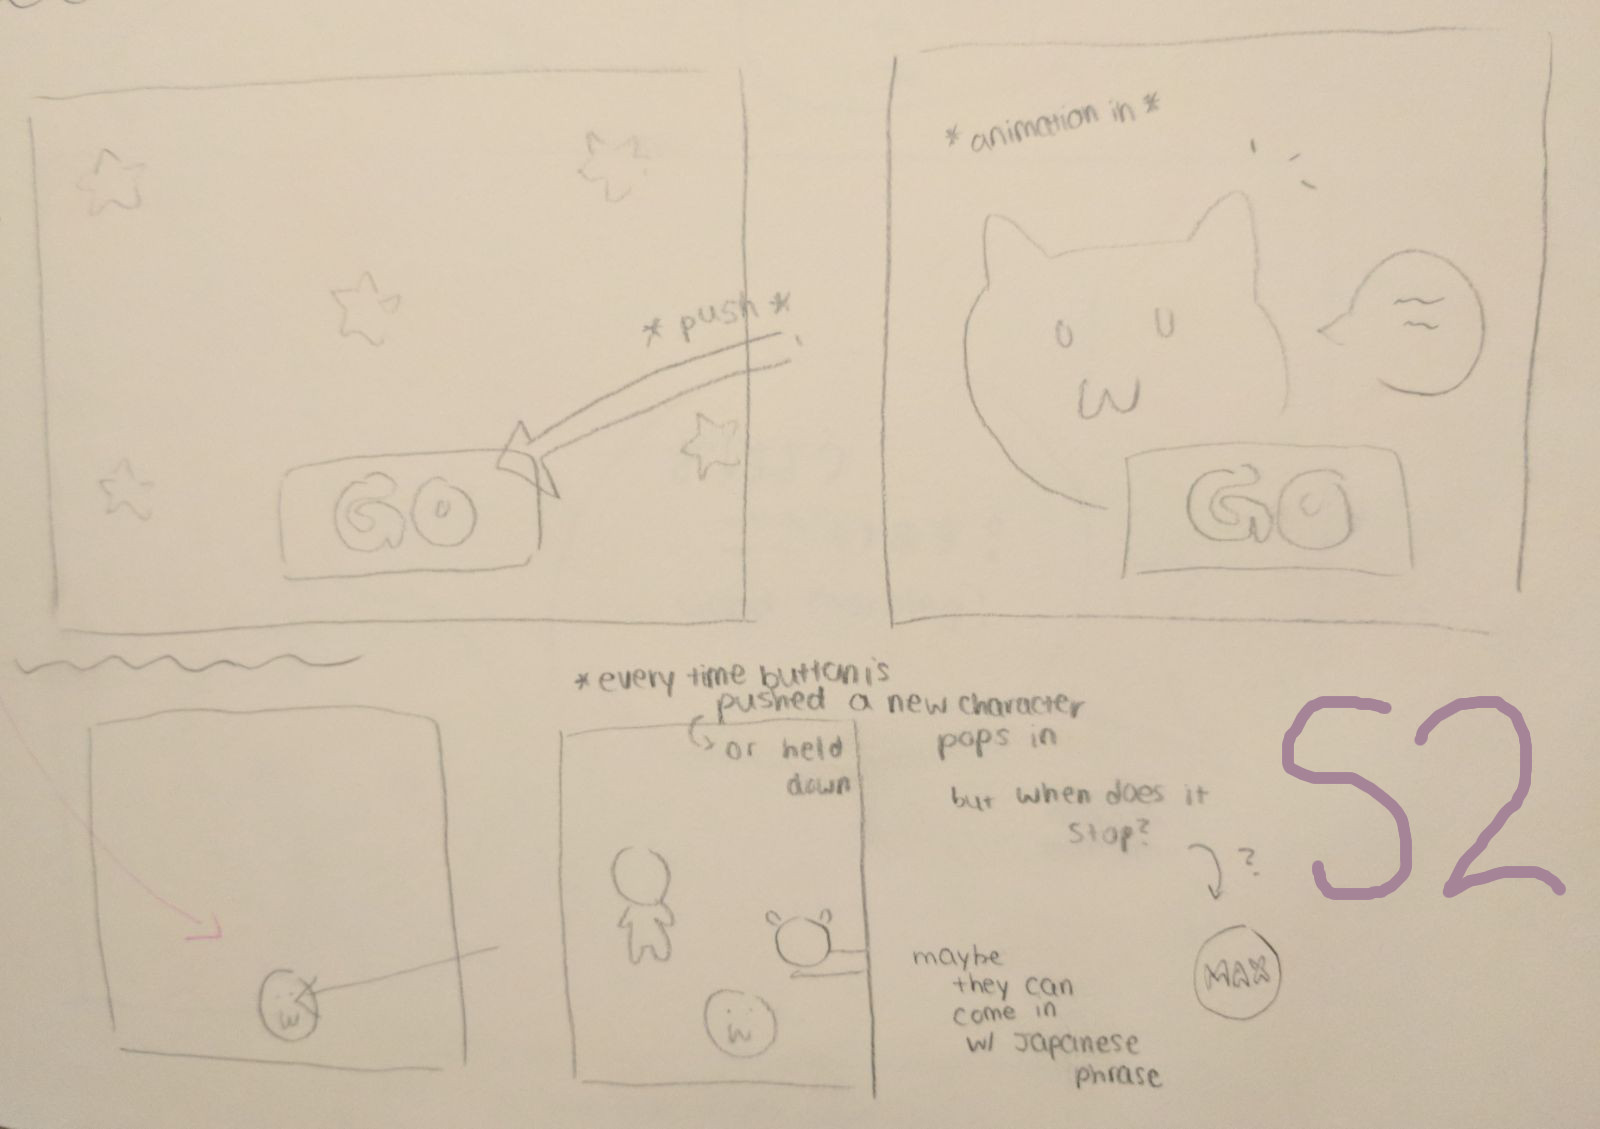 * animation in *
* push *
GO
GO
* every time button is
pushed a new character
pops in
or held
down
but when does it
stop?
?
52
MAX
maybe
they can
come in
w/ Japanese
phrase